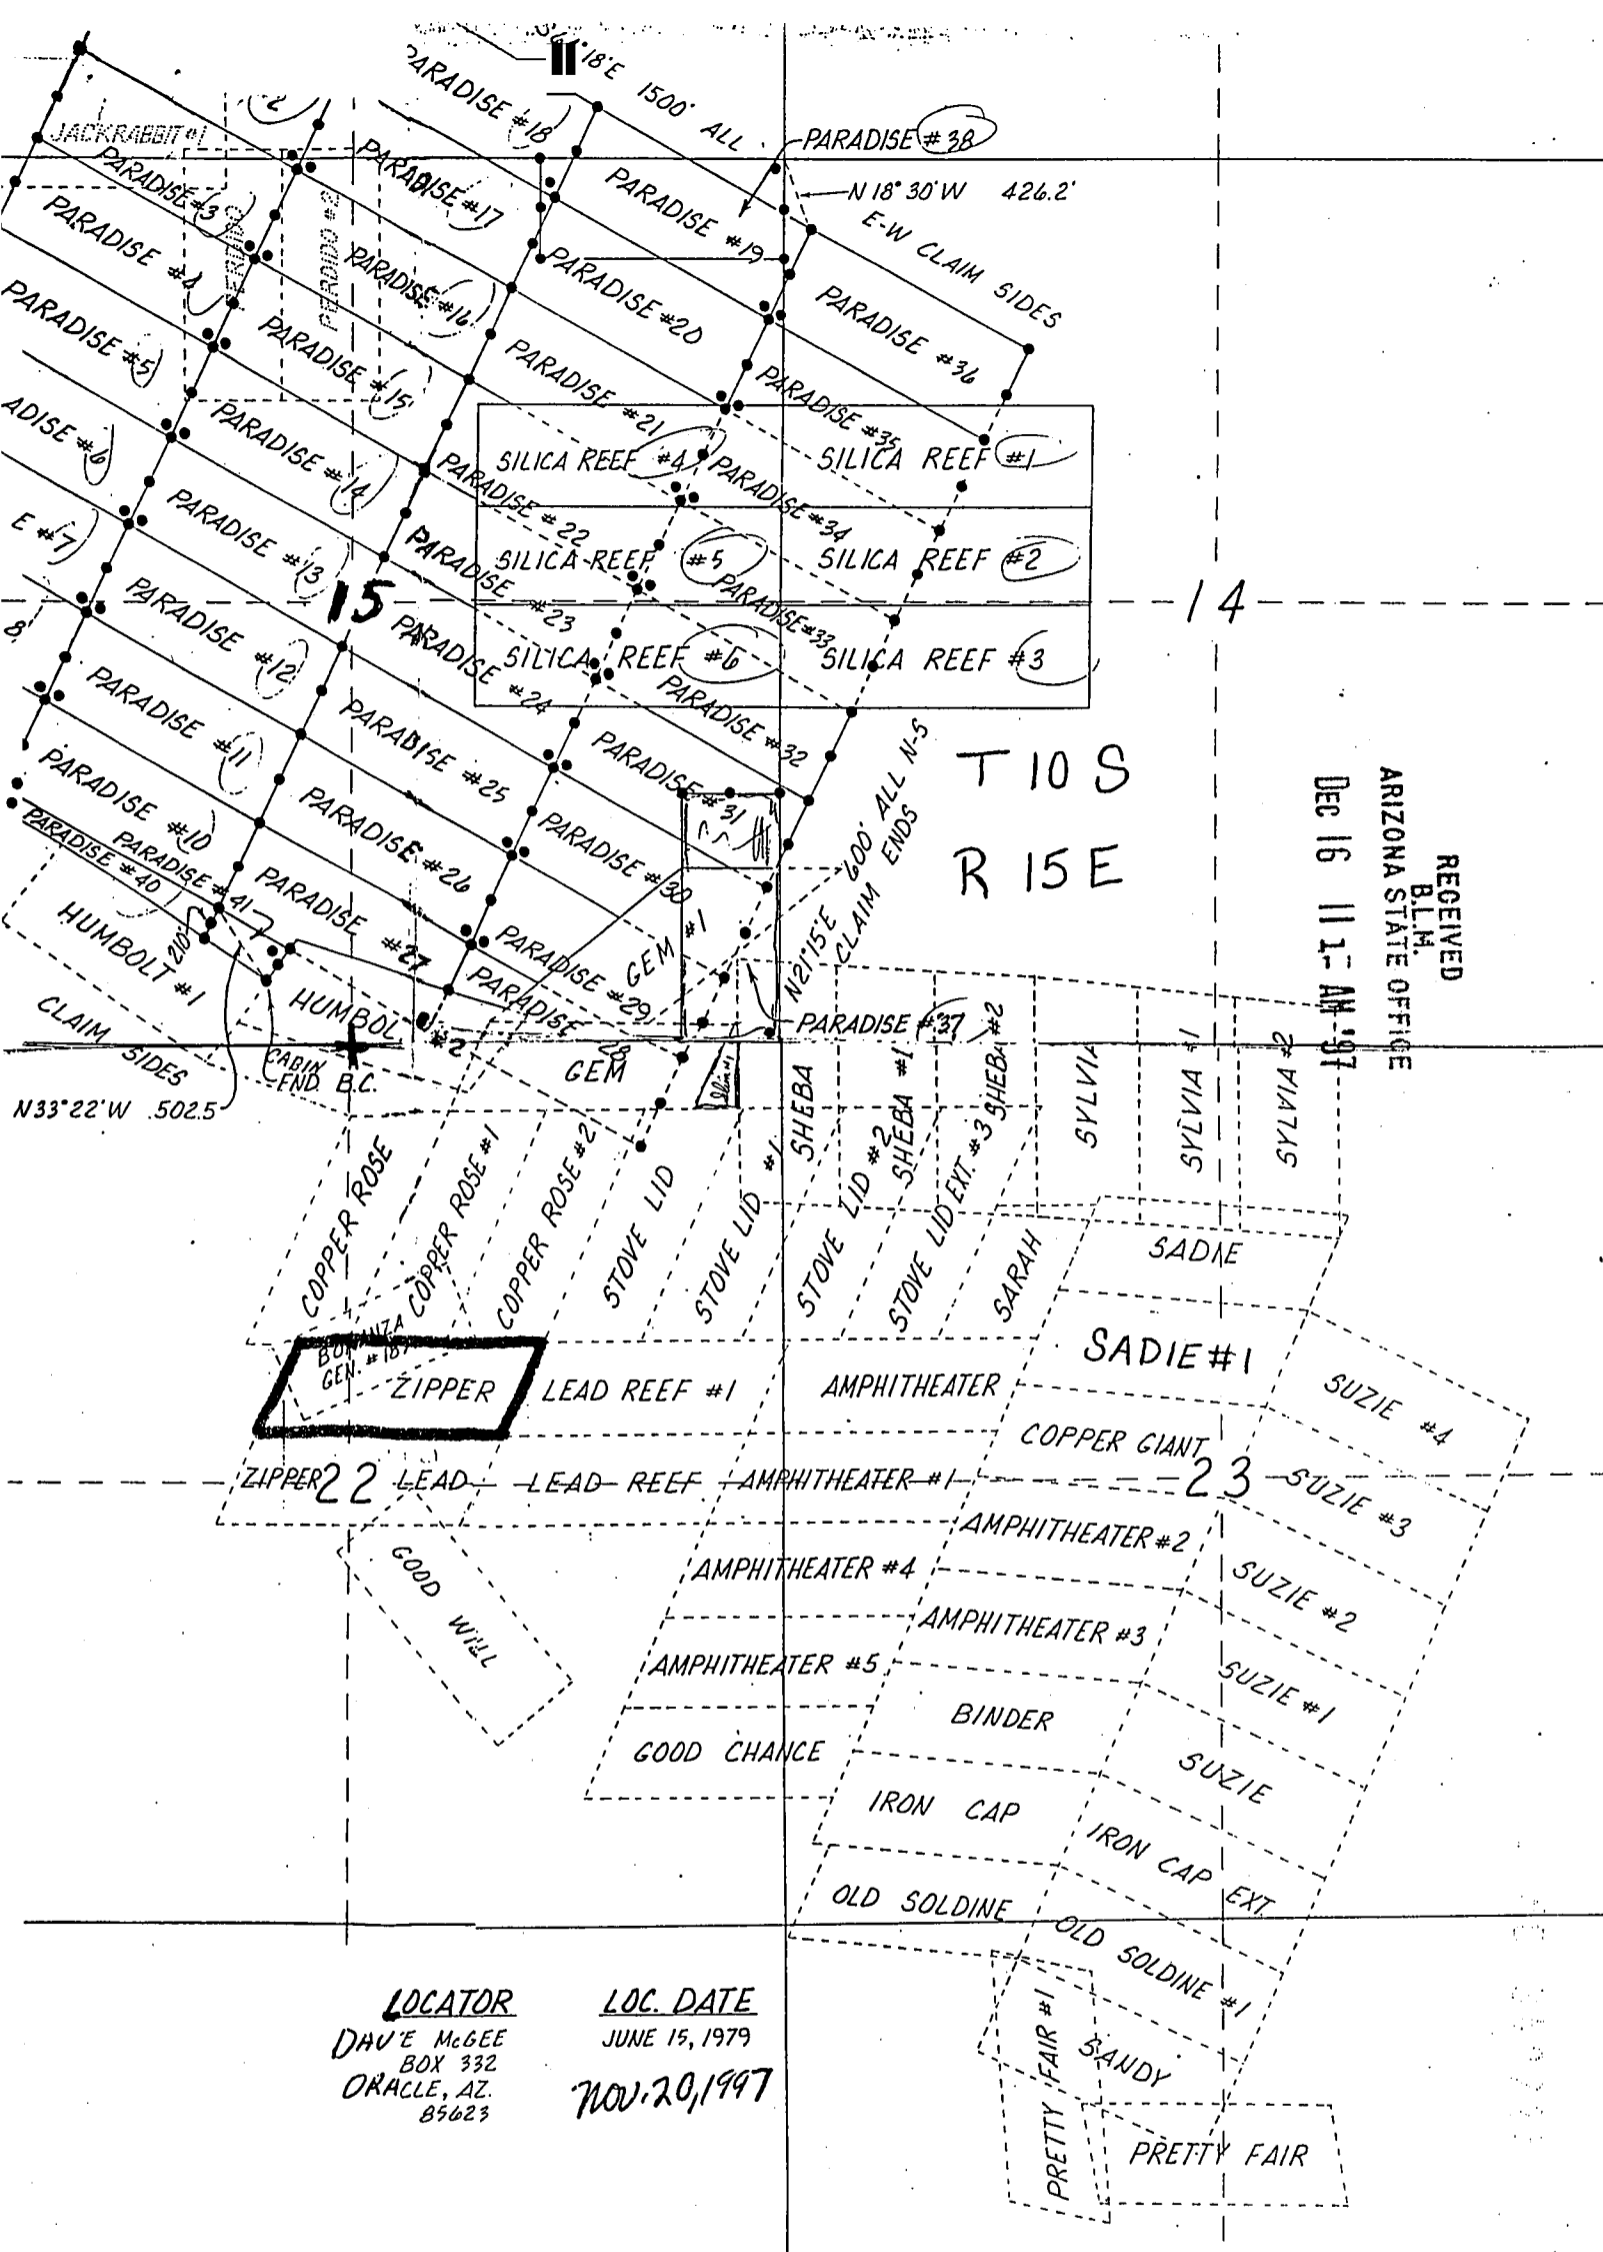 18'E 1500' ALL
PARADISE #18
PARADISE #38
JACKRABBIT #1
PARADISE #17
N 18° 30' W 426.2'
PARADISE #3
PARADISE #19
E-W CLAIM SIDES
PARADISE #4
PERDIDO #2
PARADISE #16
PARADISE #20
PARADISE #36
PARADISE #5
PARADISE #15
PARADISE #21
PARADISE #35
ADISE #6
PARADISE #14
SILICA REEF #4
SILICA REEF #1
PARADISE #22
PARADISE #34
E #7
PARADISE #13
SILICA REEF #5
SILICA REEF #2
PARADISE #23
PARADISE #33
15
14
8
PARADISE #12
PARADISE #24
SILICA REEF #6
SILICA REEF #3
PARADISE #11
PARADISE #25
PARADISE #32
PARADISE #10
PARADISE #26
PARADISE #31
T 10 S
R 15 E
600' ALL N-S
CLAIM ENDS
N21°15'E
RECEIVED
B.L.M.
ARIZONA STATE OFFICE
DEC 16 11 AM '97
PARADISE #40
PARADISE #41
PARADISE #27
PARADISE #30
HUMBOLT #1
210'
PARADISE #29
GEM #1
CLAIM SIDES
HUMBOL #2
PARADISE 28
PARADISE #37
CABIN
END. B.C.
GEM
N33°22'W 502.5
SHEBA
SHEBA #1
SHEBA #2
SYLVIA
SYLVIA #1
SYLVIA #2
COPPER ROSE
COPPER ROSE #1
COPPER ROSE #2
STOVE LID
STOVE LID #1
STOVE LID #2
STOVE LID EXT. #3
SARAH
SADIE
BONANZA
GEN. #187
ZIPPER
LEAD REEF #1
AMPHITHEATER
SADIE #1
SUZIE #4
COPPER GIANT
ZIPPER 22 LEAD
LEAD REEF
AMPHITHEATER #1
23
SUZIE #3
GOOD WILL
AMPHITHEATER #4
AMPHITHEATER #2
SUZIE #2
AMPHITHEATER #5
AMPHITHEATER #3
SUZIE #1
GOOD CHANCE
BINDER
SUZIE
IRON CAP
IRON CAP EXT.
OLD SOLDINE
OLD SOLDINE #1
PRETTY FAIR #1
SANDY
PRETTY FAIR
LOCATOR
DAVE McGEE
BOX 332
ORACLE, AZ.
85623
LOC. DATE
JUNE 15, 1979
NOV. 20, 1997